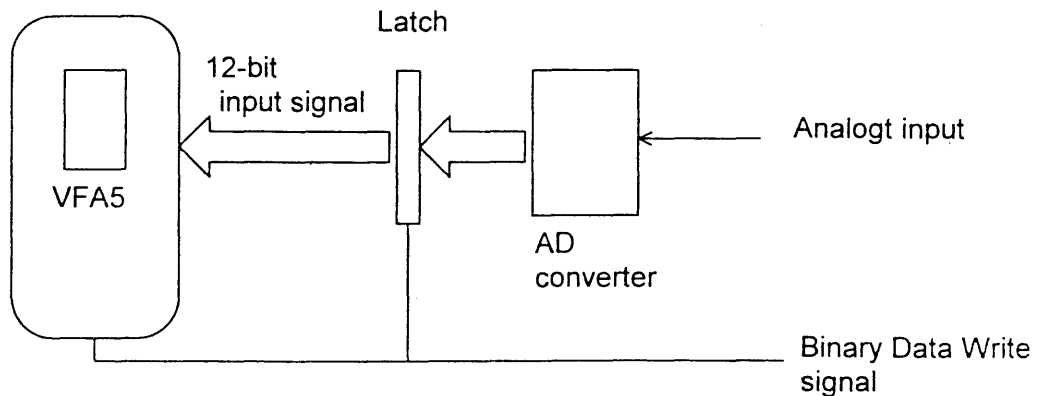 Latch
12-bit
input signal
Analogt input
VFA5
AD
converter
Binary Data Write
signal